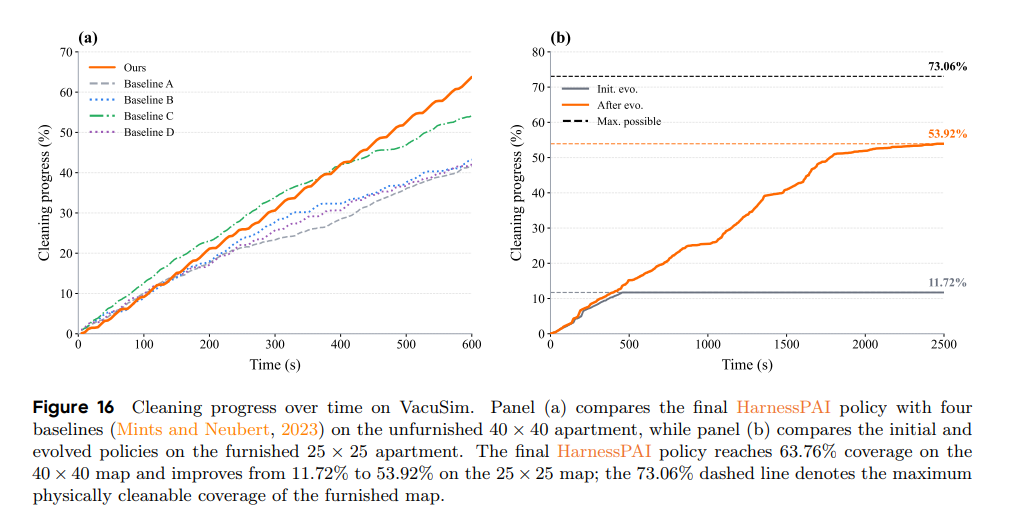 (a)
70
60
50
40
30
20
10
0
Cleaning progress (%)
Ours
Baseline A
Baseline B
Baseline C
Baseline D
0 100 200 300 400 500 600
Time (s)
(b)
80
70
60
50
40
30
20
10
0
Cleaning progress (%)
73.06%
Init. evo.
After evo.
Max. possible
53.92%
11.72%
0 500 1000 1500 2000 2500
Time (s)
Figure 16 Cleaning progress over time on VacuSim. Panel (a) compares the final HarnessPAI policy with four
baselines (Mints and Neubert, 2023) on the unfurnished 40 × 40 apartment, while panel (b) compares the initial and
evolved policies on the furnished 25 × 25 apartment. The final HarnessPAI policy reaches 63.76% coverage on the
40 × 40 map and improves from 11.72% to 53.92% on the 25 × 25 map; the 73.06% dashed line denotes the maximum
physically cleanable coverage of the furnished map.